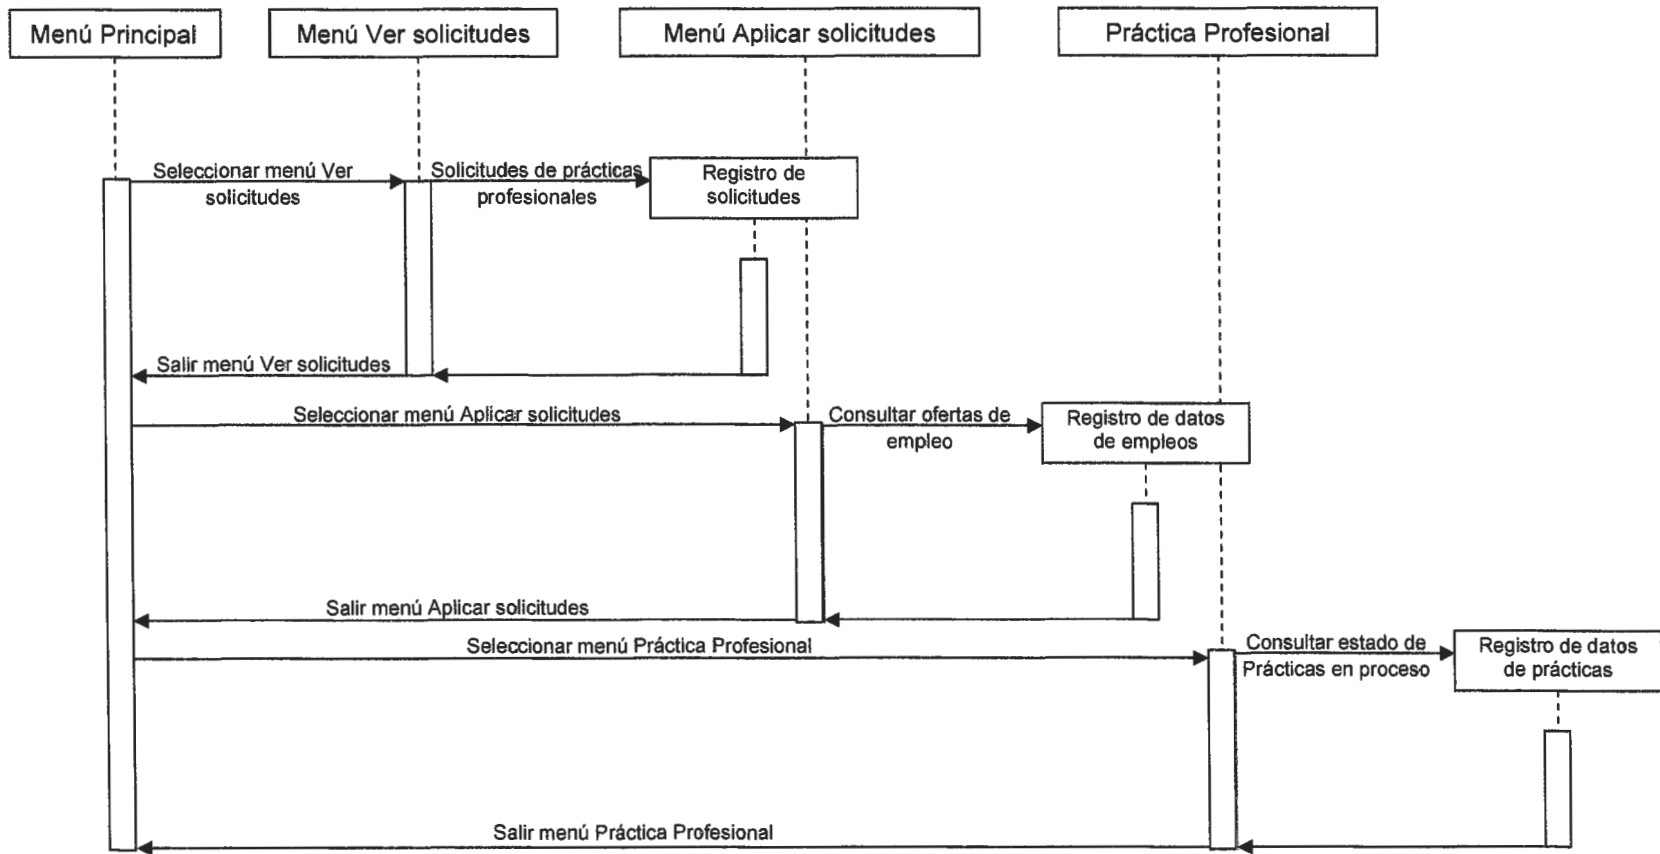 Menú Principal
Menú Ver solicitudes
Menú Aplicar solicitudes
Práctica Profesional
Seleccionar menú Ver
solicitudes
Solicitudes de prácticas
profesionales
Registro de
solicitudes
Salir menú Ver solicitudes
Seleccionar menú Aplicar solicitudes
Consultar ofertas de
empleo
Registro de datos
de empleos
Salir menú Aplicar solicitudes
Seleccionar menú Práctica Profesional
Consultar estado de
Prácticas en proceso
Registro de datos
de prácticas
Salir menú Práctica Profesional